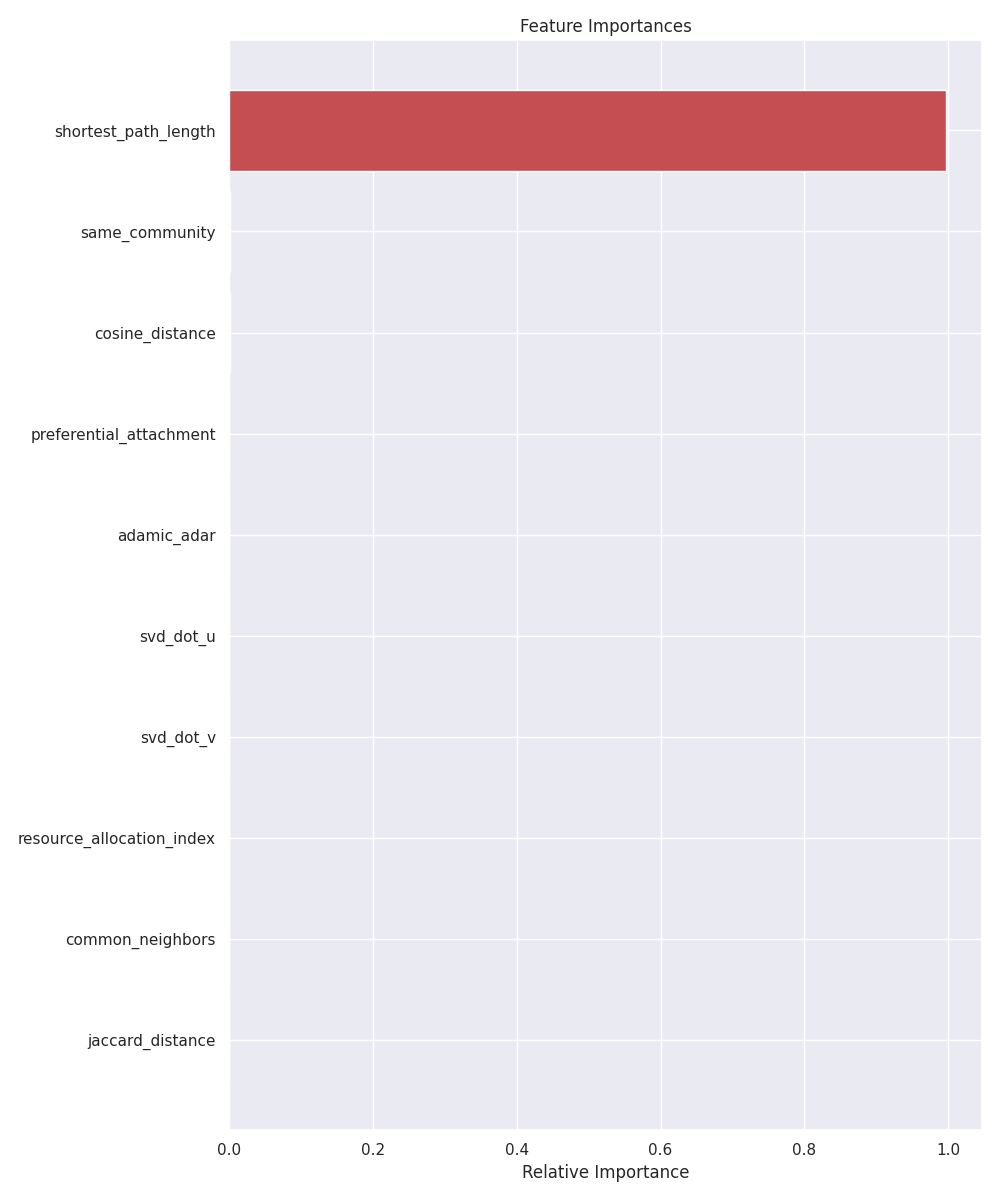 Feature Importances
shortest_path_length
same_community
cosine_distance
preferential_attachment
adamic_adar
svd_dot_u
svd_dot_v
resource_allocation_index
common_neighbors
jaccard_distance
0.0 0.2 0.4 0.6 0.8 1.0
Relative Importance